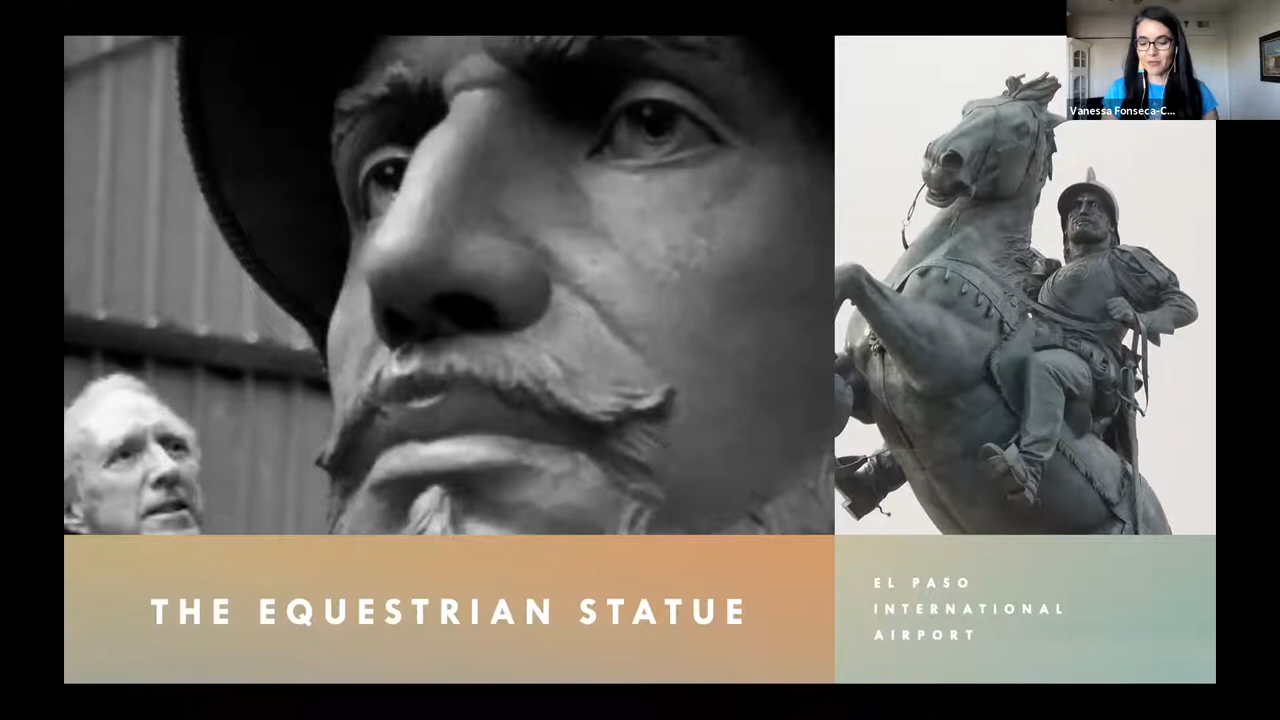 Vanessa Fonseca-C...
THE EQUESTRIAN STATUE
EL PASO
INTERNATIONAL
AIRPORT